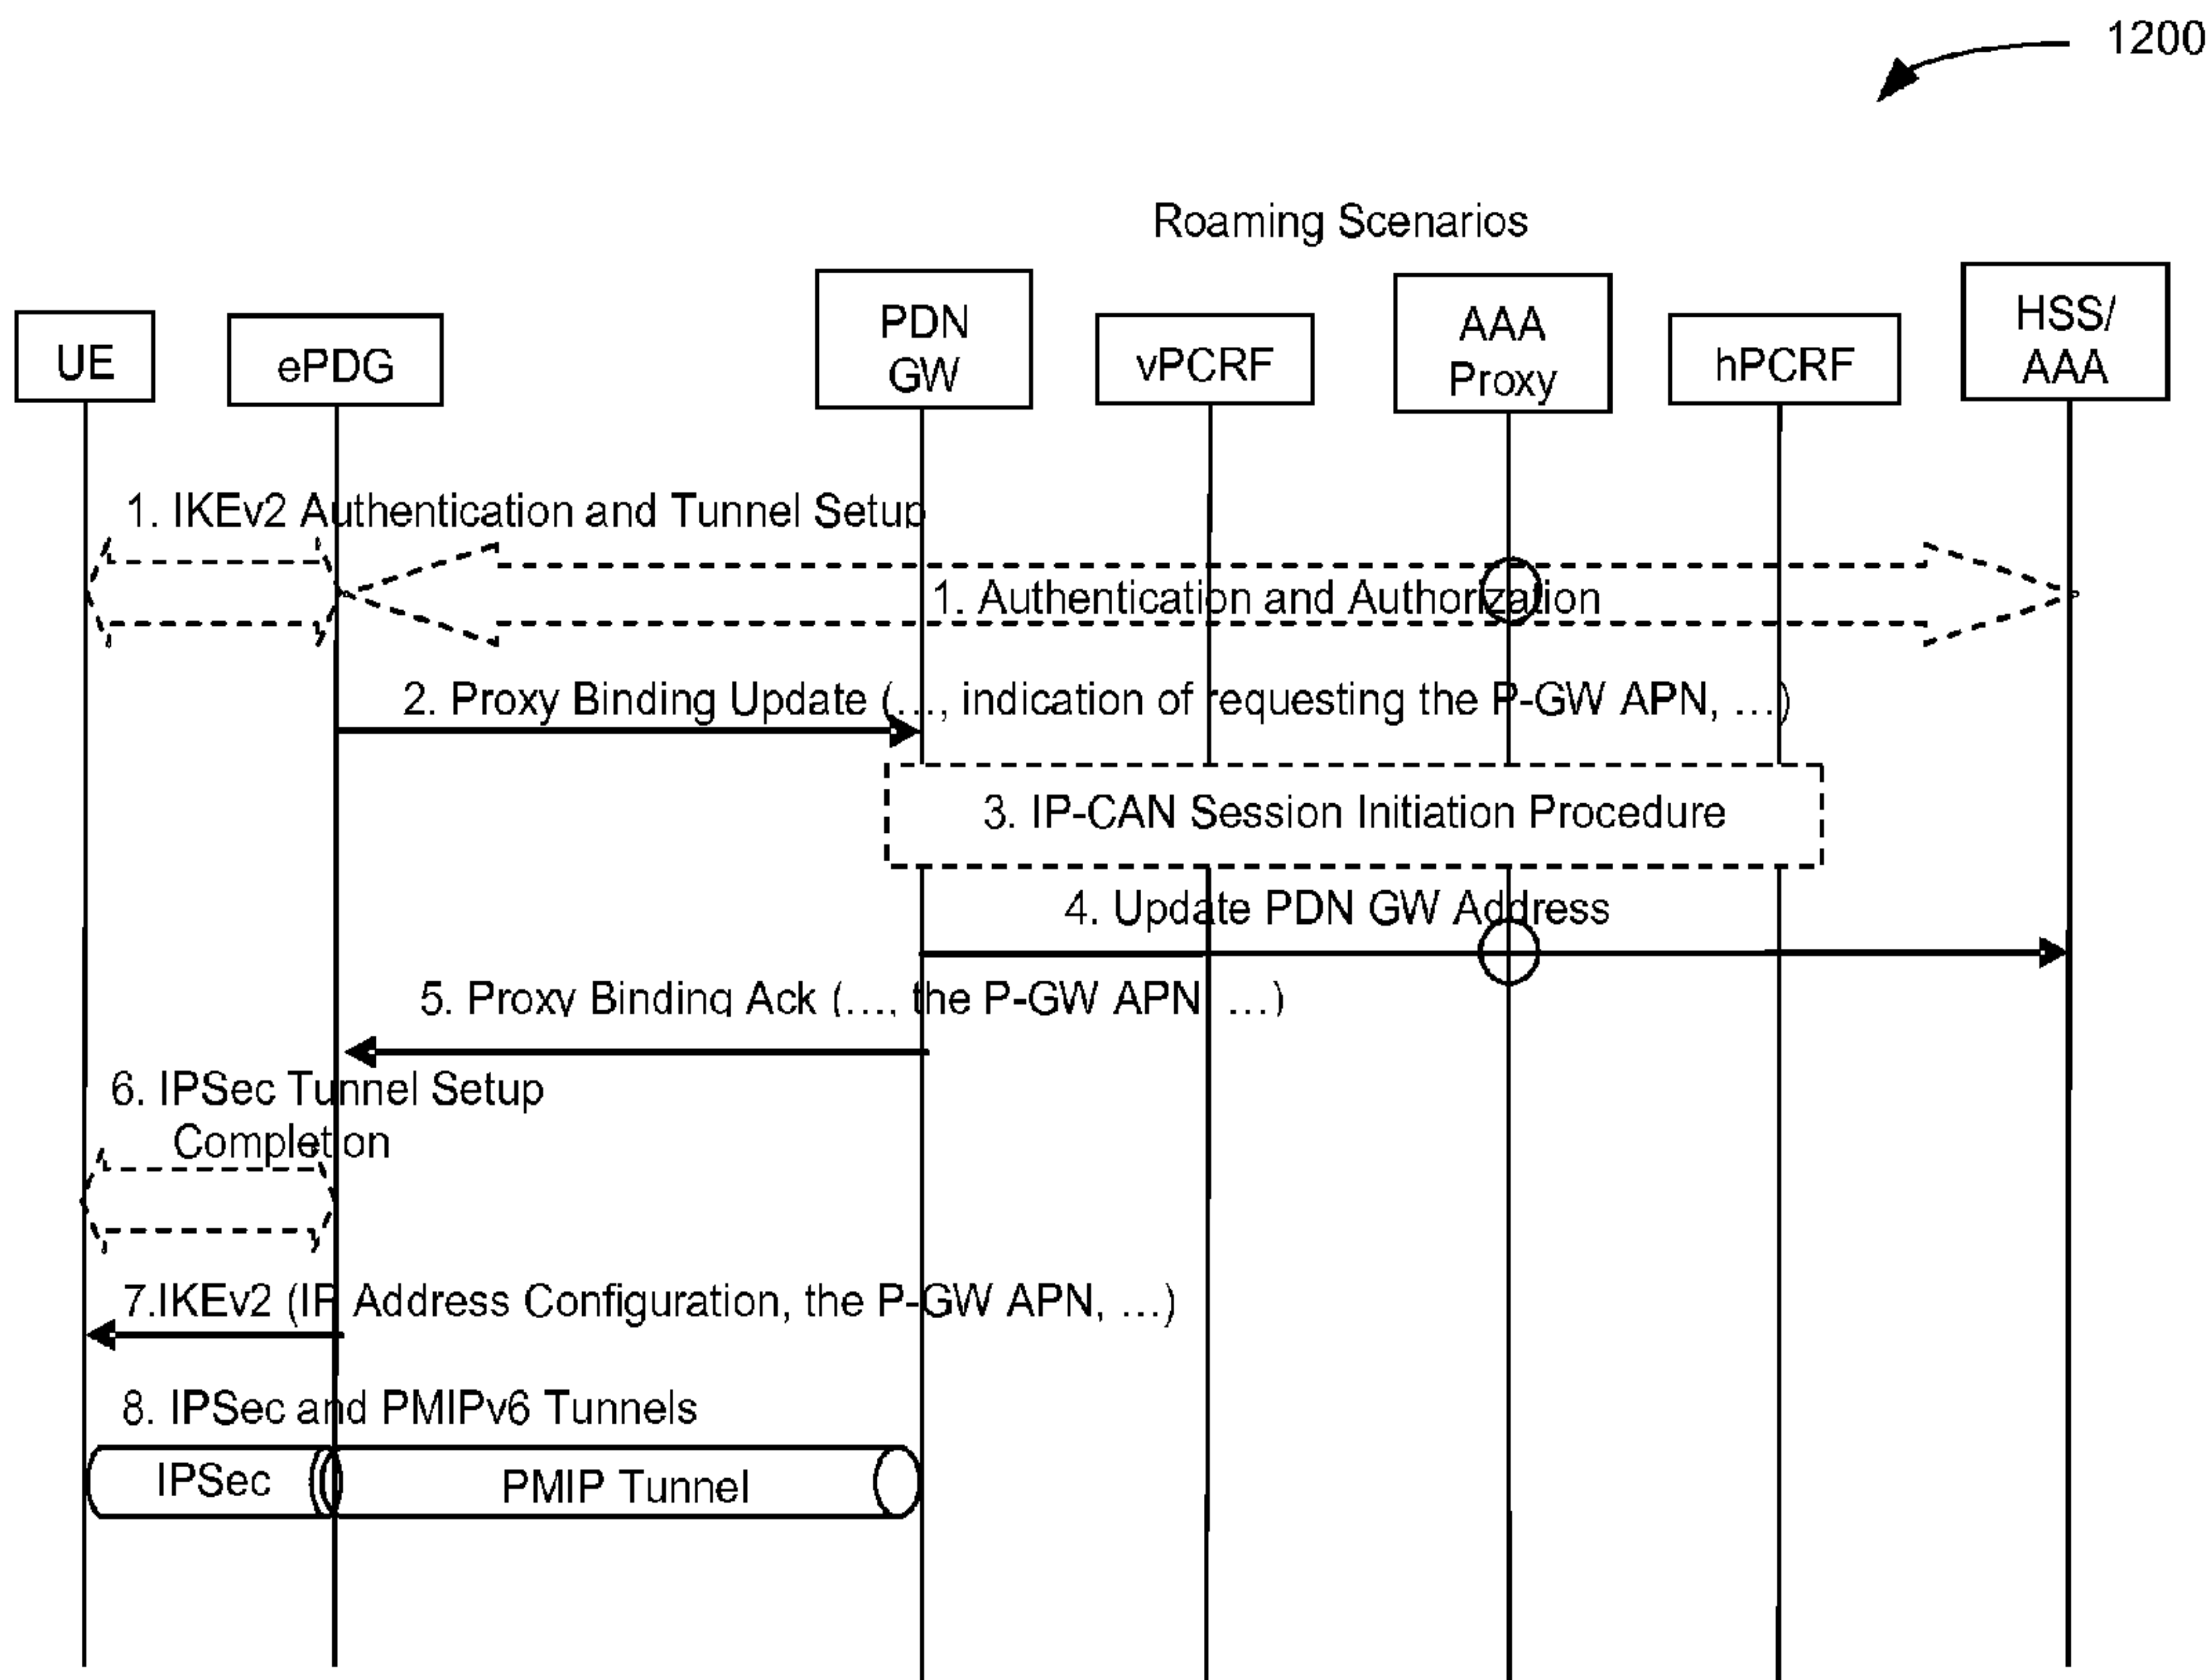 1200
Roaming Scenarios
UE
ePDG
PDN
GW
vPCRF
AAA
Proxy
hPCRF
HSS/
AAA
1. IKEv2 Authentication and Tunnel Setup
1. Authentication and Authorization
2. Proxy Binding Update (..., indication of requesting the P-GW APN, ...)
3. IP-CAN Session Initiation Procedure
4. Update PDN GW Address
5. Proxy Binding Ack (..., the P-GW APN, ...)
6. IPSec Tunnel Setup
Completion
7.IKEv2 (IP Address Configuration, the P-GW APN, ...)
8. IPSec and PMIPv6 Tunnels
IPSec
PMIP Tunnel